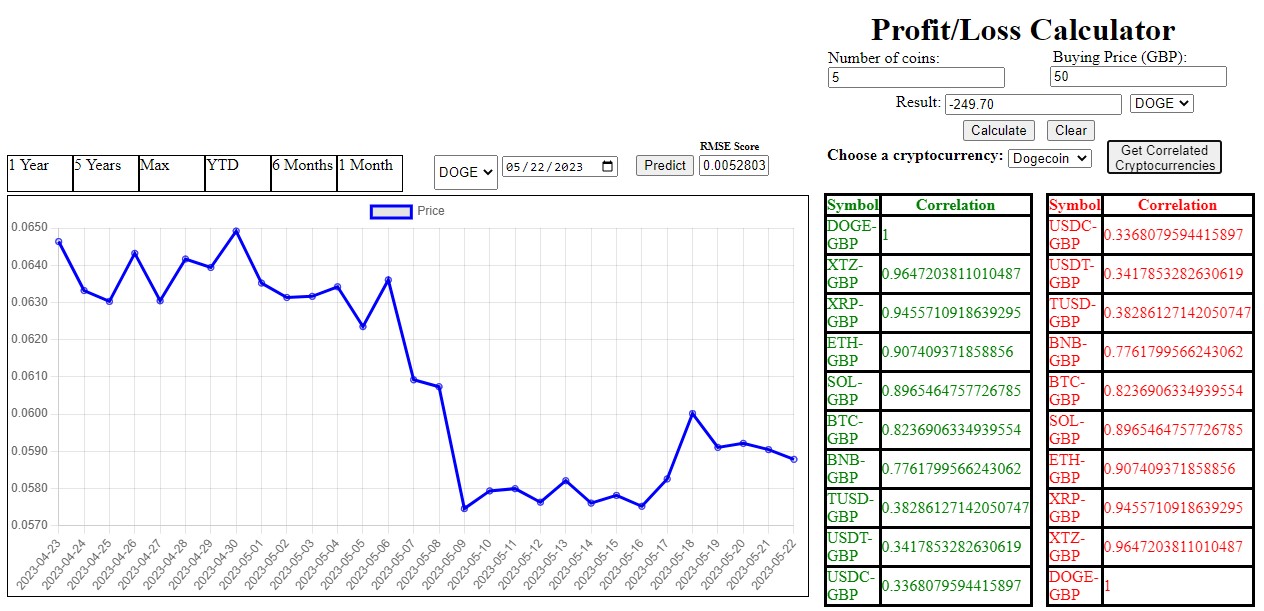 Profit/Loss Calculator
Number of coins:
Buying Price (GBP):
5
50
Result: -249.70 DOGE
Calculate Clear
1 Year 5 Years Max YTD 6 Months 1 Month
DOGE 05/22/2023 Predict
RMSE Score
0.0052803
Choose a cryptocurrency: Dogecoin
Get Correlated
Cryptocurrencies
Price
0.0650
0.0640
0.0630
0.0620
0.0610
0.0600
0.0590
0.0580
0.0570
2023-04-23
2023-04-24
2023-04-25
2023-04-26
2023-04-27
2023-04-28
2023-04-29
2023-04-30
2023-05-01
2023-05-02
2023-05-03
2023-05-04
2023-05-05
2023-05-06
2023-05-07
2023-05-08
2023-05-09
2023-05-10
2023-05-11
2023-05-12
2023-05-13
2023-05-14
2023-05-15
2023-05-16
2023-05-17
2023-05-18
2023-05-19
2023-05-20
2023-05-21
2023-05-22
Symbol Correlation
DOGE-
GBP
1
XTZ-
GBP
0.9647203811010487
XRP-
GBP
0.9455710918639295
ETH-
GBP
0.907409371858856
SOL-
GBP
0.8965464757726785
BTC-
GBP
0.8236906334939554
BNB-
GBP
0.7761799566243062
TUSD-
GBP
0.38286127142050747
USDT-
GBP
0.3417853282630619
USDC-
GBP
0.3368079594415897
Symbol Correlation
USDC-
GBP
0.3368079594415897
USDT-
GBP
0.3417853282630619
TUSD-
GBP
0.38286127142050747
BNB-
GBP
0.7761799566243062
BTC-
GBP
0.8236906334939554
SOL-
GBP
0.8965464757726785
ETH-
GBP
0.907409371858856
XRP-
GBP
0.9455710918639295
XTZ-
GBP
0.9647203811010487
DOGE-
GBP
1